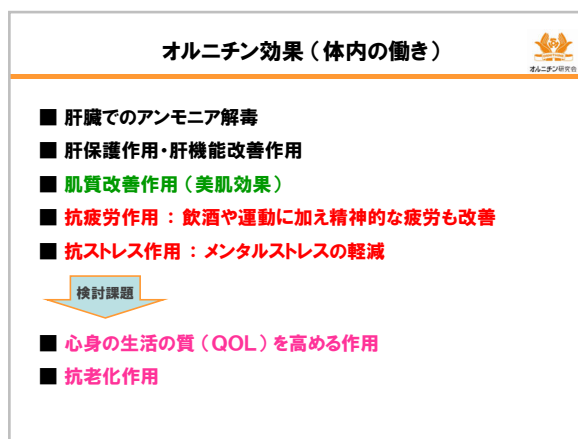 オルニチン効果（体内の働き）
オルニチン研究会
■ 肝臓でのアンモニア解毒
■ 肝保護作用・肝機能改善作用
■ 肌質改善作用（美肌効果）
■ 抗疲労作用 ： 飲酒や運動に加え精神的な疲労も改善
■ 抗ストレス作用 ： メンタルストレスの軽減
検討課題
■ 心身の生活の質（QOL）を高める作用
■ 抗老化作用